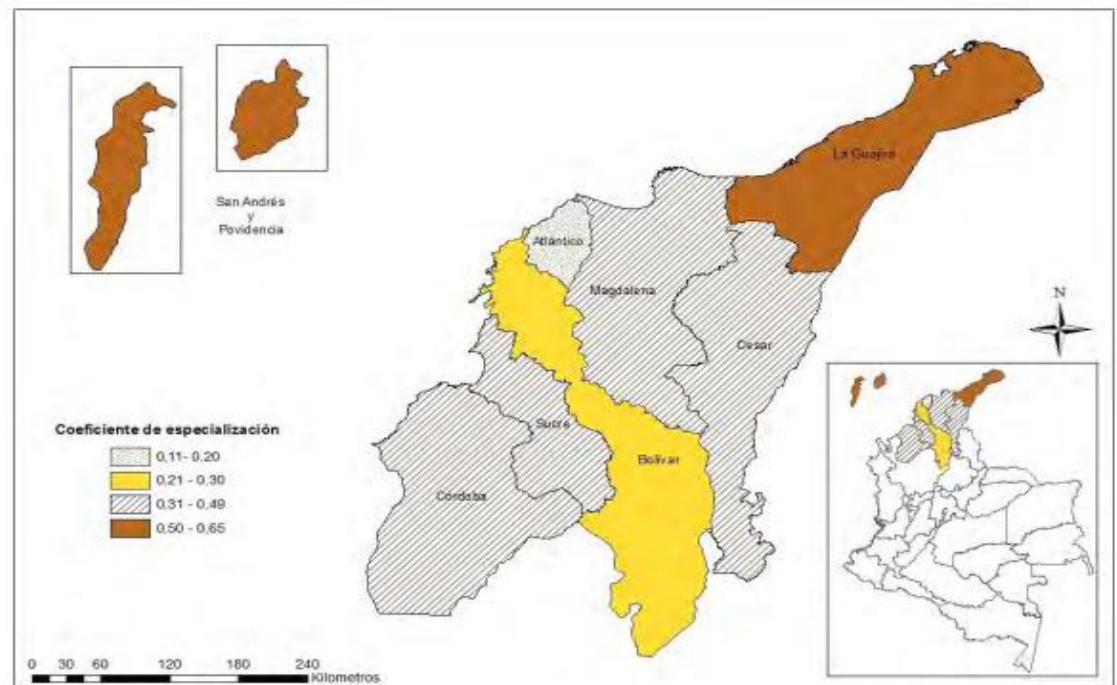 San Andrés
y
Povidencia
La Guajira
Atlántico
Magdalena
Cesar
N
Sucre
Bolívar
Córdoba
Coeficiente de especialización
0,11- 0,20
0,21 - 0,30
0,31 - 0,49
0,50 - 0,65
0 30 60 120 180 240
Kilometros